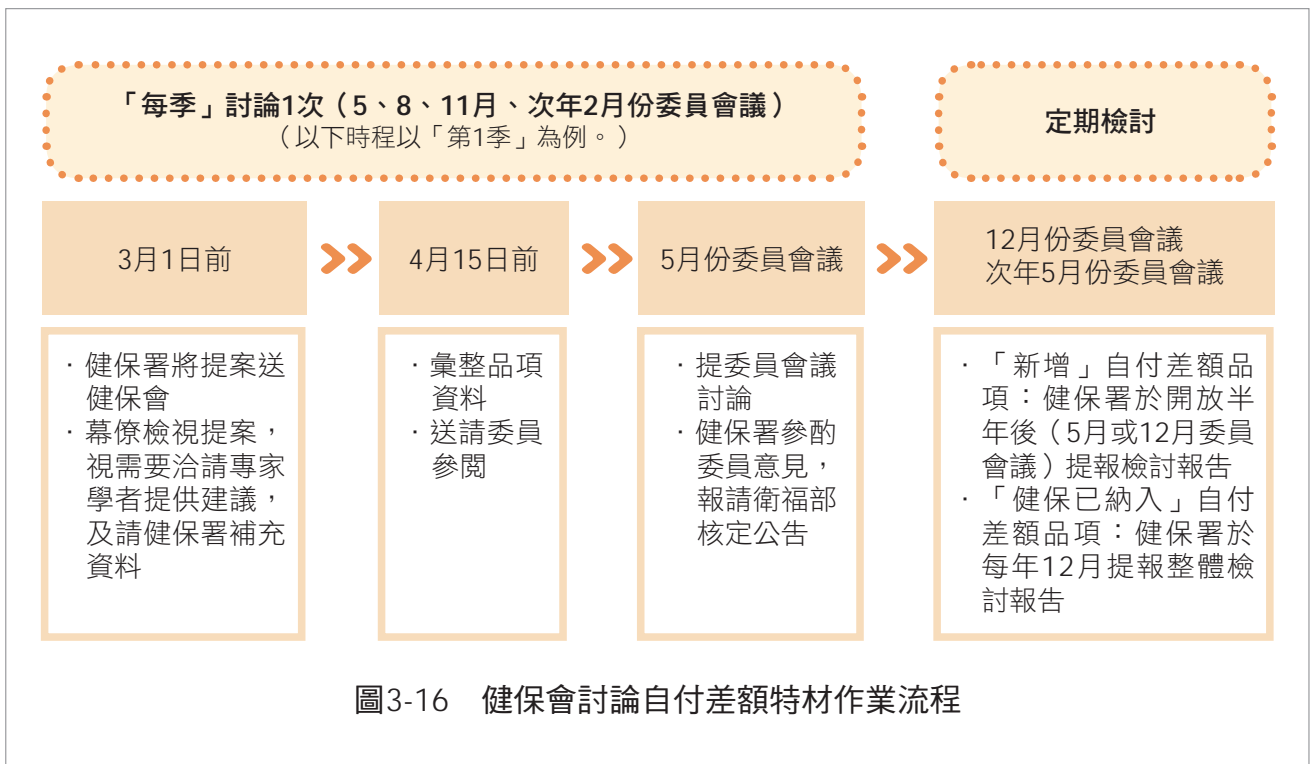 「每季」討論1次（5、8、11月、次年2月份委員會議）
（以下時程以「第1季」為例。）
定期檢討
3月1日前
4月15日前
5月份委員會議
12月份委員會議
次年5月份委員會議
·健保署將提案送
健保會
·幕僚檢視提案，
視需要洽請專家
學者提供建議，
及請健保署補充
資料
·彙整品項
資料
·送請委員
參閱
·提委員會議
討論
·健保署參酌
委員意見，
報請衛福部
核定公告
·「新增」自付差額品
項：健保署於開放半
年後（5月或12月委員
會議）提報檢討報告
·「健保已納入」自付
差額品項：健保署於
每年12月提報整體檢
討報告
圖3-16　健保會討論自付差額特材作業流程